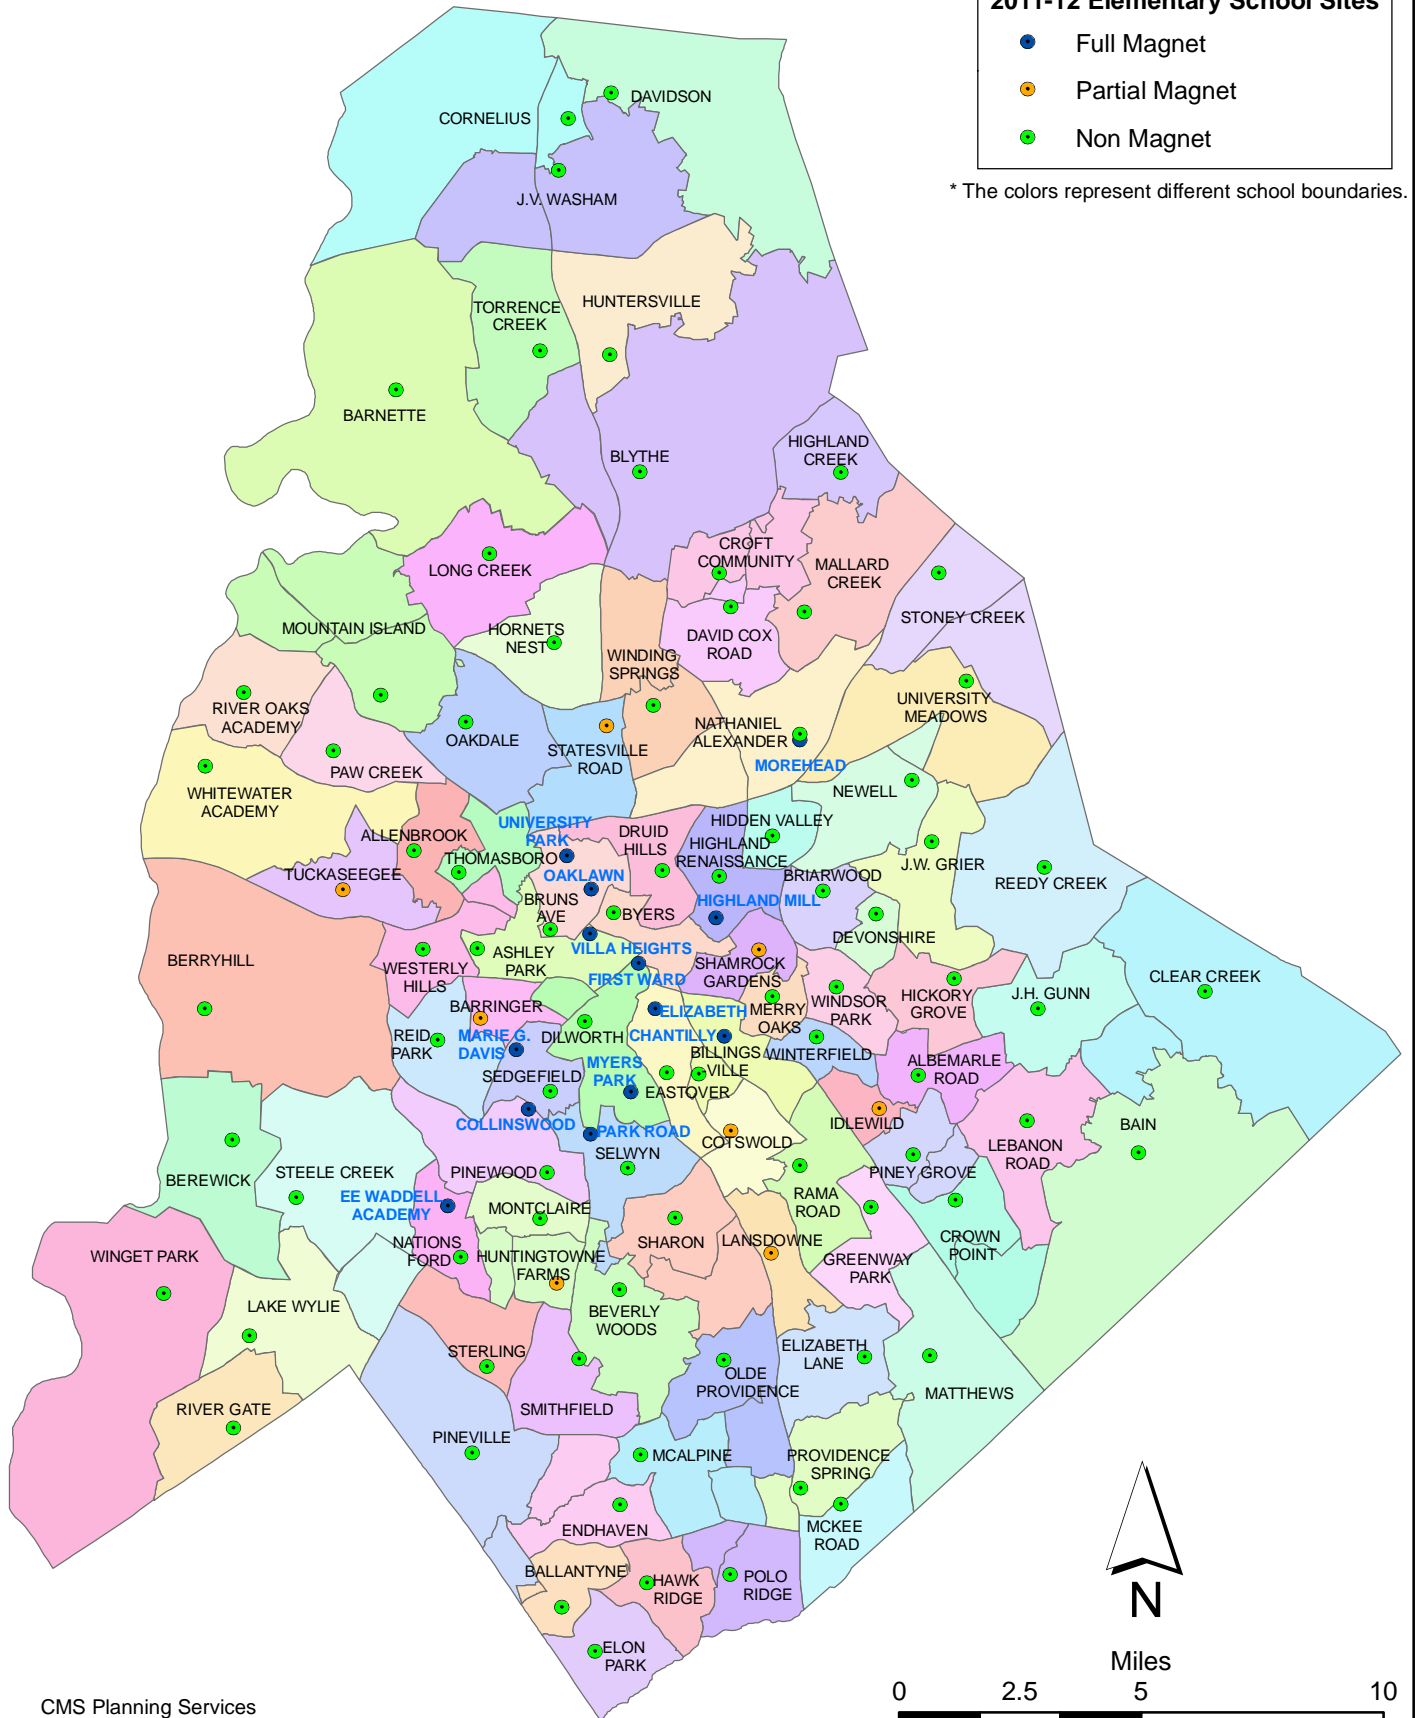 2011-12 Elementary School Sites
Full Magnet
Partial Magnet
Non Magnet
* The colors represent different school boundaries.
DAVIDSON
CORNELIUS
J.V. WASHAM
HUNTERSVILLE
TORRENCE
CREEK
BARNETTE
BLYTHE
HIGHLAND
CREEK
CROFT
COMMUNITY
MALLARD
CREEK
LONG CREEK
STONEY CREEK
MOUNTAIN ISLAND
HORNETS
NEST
DAVID COX
ROAD
WINDING
SPRINGS
RIVER OAKS
ACADEMY
UNIVERSITY
MEADOWS
NATHANIEL
ALEXANDER
OAKDALE
STATESVILLE
ROAD
MOREHEAD
PAW CREEK
WHITEWATER
ACADEMY
NEWELL
UNIVERSITY
PARK
HIDDEN VALLEY
DRUID
HILLS
ALLENBROOK
HIGHLAND
RENAISSANCE
THOMASBORO
J.W. GRIER
TUCKASEEGEE
OAKLAWN
BRIARWOOD
REEDY CREEK
BRUNS
AVE
HIGHLAND MILL
BYERS
DEVONSHIRE
VILLA HEIGHTS
BERRYHILL
ASHLEY
PARK
WESTERLY
HILLS
SHAMROCK
GARDENS
FIRST WARD
CLEAR CREEK
HICKORY
GROVE
J.H. GUNN
WINDSOR
PARK
BARRINGER
ELIZABETH
MERRY
OAKS
REID
PARK
MARIE G.
DAVIS
DILWORTH
CHANTILLY
BILLINGS
-VILLE
WINTERFIELD
ALBEMARLE
ROAD
MYERS
PARK
SEDGEFIELD
EASTOVER
COLLINSWOOD
PARK ROAD
IDLEWILD
BAIN
COTSWOLD
LEBANON
ROAD
SELWYN
PINEY GROVE
PINEWOOD
STEELE CREEK
BEREWICK
EE WADDELL
ACADEMY
MONTCLAIRE
RAMA
ROAD
CROWN
POINT
SHARON
LANSDOWNE
NATIONS
FORD
HUNTINGTOWNE
FARMS
WINGET PARK
GREENWAY
PARK
LAKE WYLIE
BEVERLY
WOODS
ELIZABETH
LANE
STERLING
OLDE
PROVIDENCE
MATTHEWS
RIVER GATE
SMITHFIELD
PINEVILLE
MCALPINE
PROVIDENCE
SPRING
ENDHAVEN
MCKEE
ROAD
BALLANTYNE
HAWK
RIDGE
POLO
RIDGE
N
ELON
PARK
Miles
0 2.5 5 10
CMS Planning Services